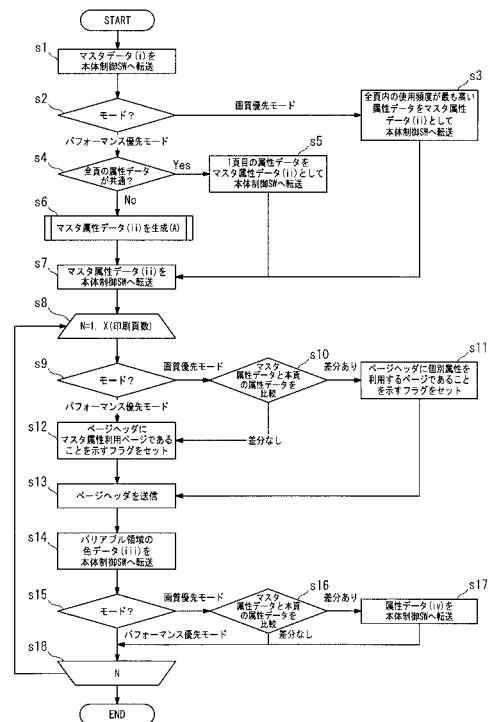 START
s1
マスタデータ(i)を
本体制御SWへ転送
s2
モード?
画質優先モード
s3
全頁内の使用頻度が最も高い
属性データをマスタ属性
データ(ii)として
本体制御SWへ転送
パフォーマンス優先モード
s4
全頁の属性データ
が共通?
Yes
s5
1頁目の属性データを
マスタ属性データ(ii)として
本体制御SWへ転送
No
s6
マスタ属性データ(ii)を生成(A)
s7
マスタ属性データ(ii)を
本体制御SWへ転送
s8
N=1, X(印刷頁数)
s9
モード?
画質優先モード
s10
マスタ
属性データと本頁
の属性データを
比較
差分あり
s11
ページヘッダに個別属性を
利用するページであること
を示すフラグをセット
パフォーマンス優先モード
差分なし
s12
ページヘッダに
マスタ属性利用ページである
ことを示すフラグをセット
s13
ページヘッダを送信
s14
バリアブル領域の
色データ(iii)を
本体制御SWへ転送
s15
モード?
画質優先モード
s16
マスタ
属性データと本頁
の属性データを
比較
差分あり
s17
属性データ(iv)を
本体制御SWへ転送
パフォーマンス優先モード
差分なし
s18
N
END